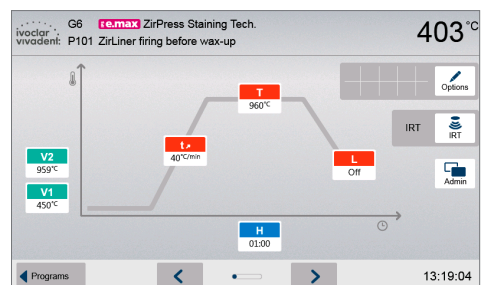 ivoclar
vivadent:
G6 e.max ZirPress Staining Tech.
P101 ZirLiner firing before wax-up
403°C
Options
IRT
IRT
Admin
T
960°C
t↗
40°C/min
L
Off
V2
959°C
V1
450°C
H
01:00
Programs
13:19:04